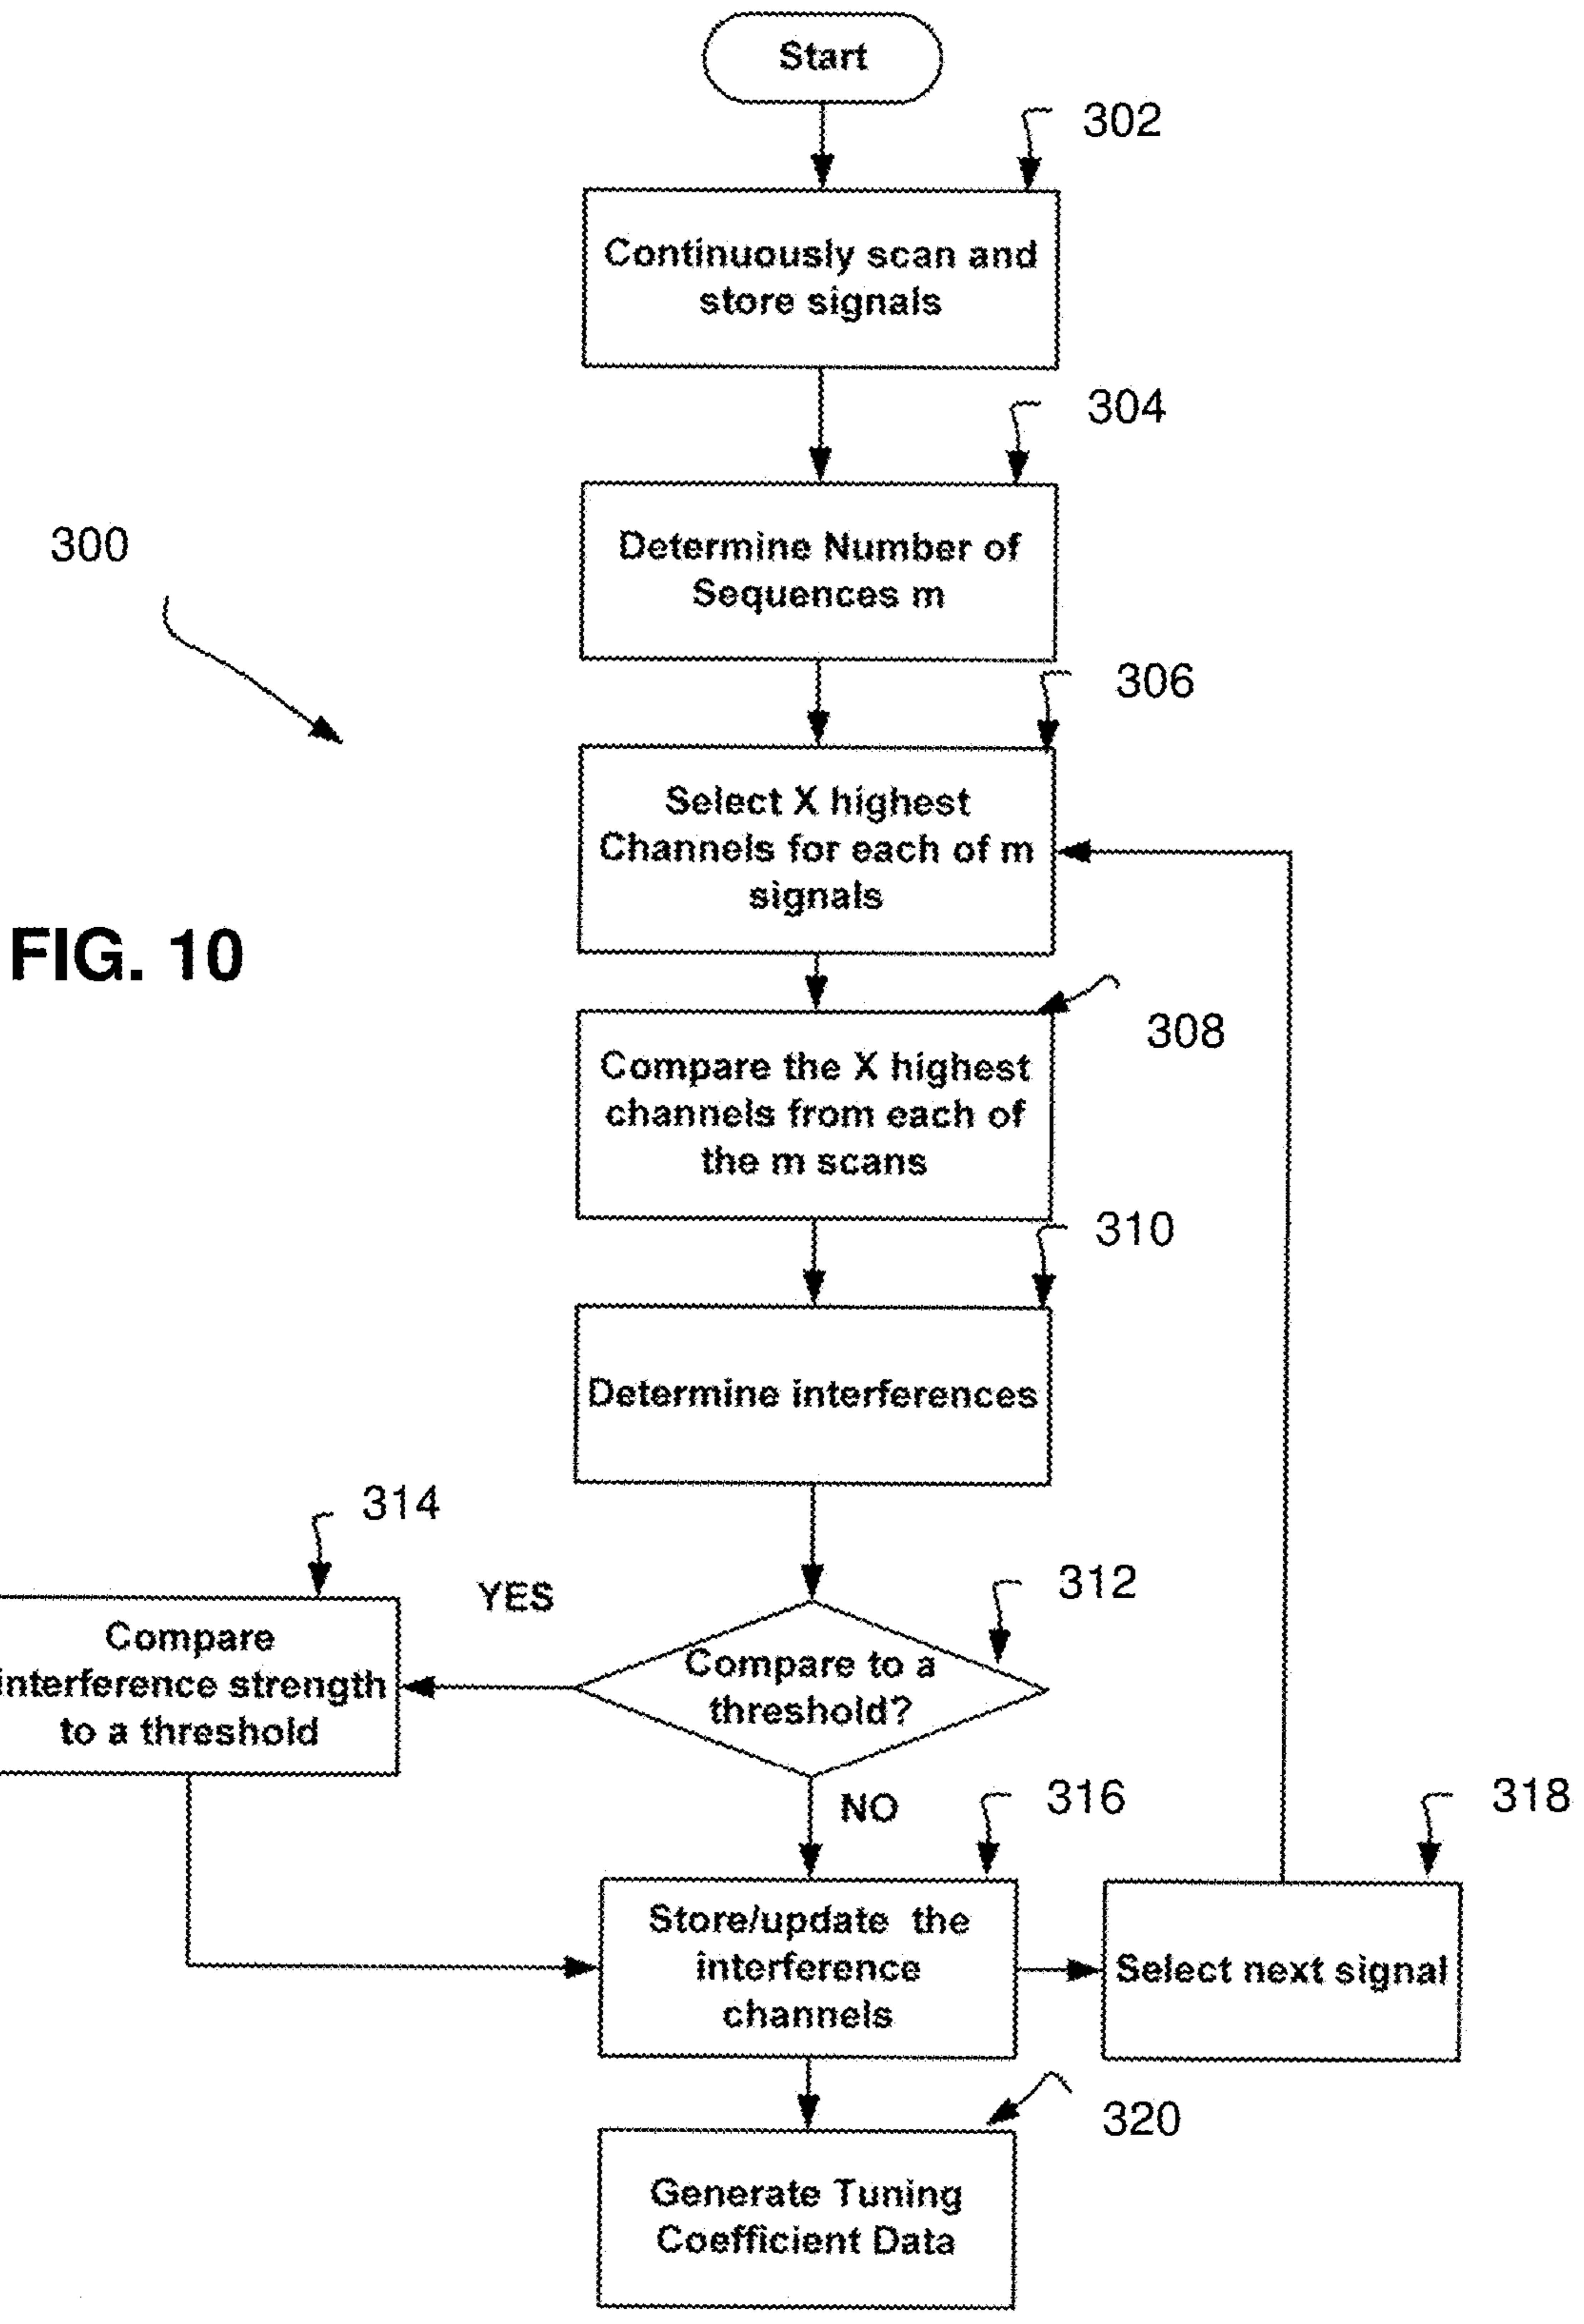 Start
302
Continuously scan and
store signals
304
Determine Number of
Sequences m
300
306
Select X highest
Channels for each of m
signals
FIG. 10
308
Compare the X highest
channels from each of
the m scans
310
Determine interferences
314
YES
312
Compare
interference strength
to a threshold
Compare to a
threshold?
NO
316
318
Store/update the
interference
channels
Select next signal
320
Generate Tuning
Coefficient Data